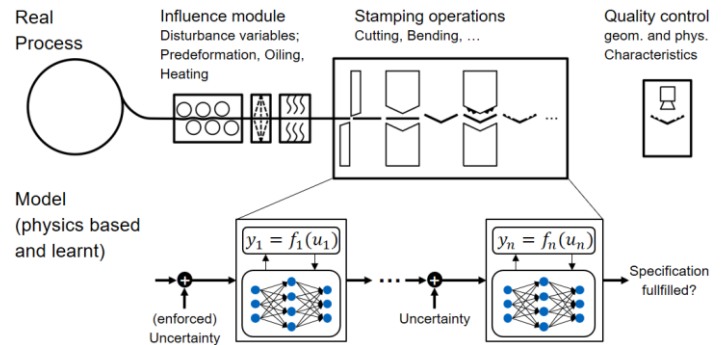 Real
Process
Influence module
Disturbance variables;
Predeformation, Oiling,
Heating
Stamping operations
Cutting, Bending, …
Quality control
geom. and phys.
Characteristics
...
Model
(physics based
and learnt)
y₁ = f₁(u₁)
yₙ = fₙ(uₙ)
+
...
+
(enforced)
Uncertainty
Uncertainty
Specification
fullfilled?